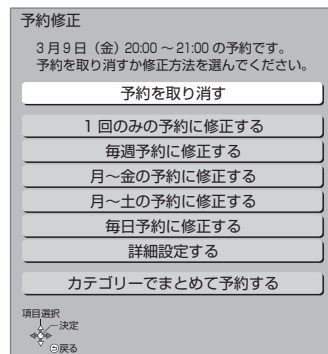 予約修正
3月9日（金）20:00～21:00の予約です。
予約を取り消すか修正方法を選んでください。
予約を取り消す
1回のみの予約に修正する
毎週予約に修正する
月～金の予約に修正する
月～土の予約に修正する
毎日予約に修正する
詳細設定する
カテゴリーでまとめて予約する
項目選択
決定
戻る